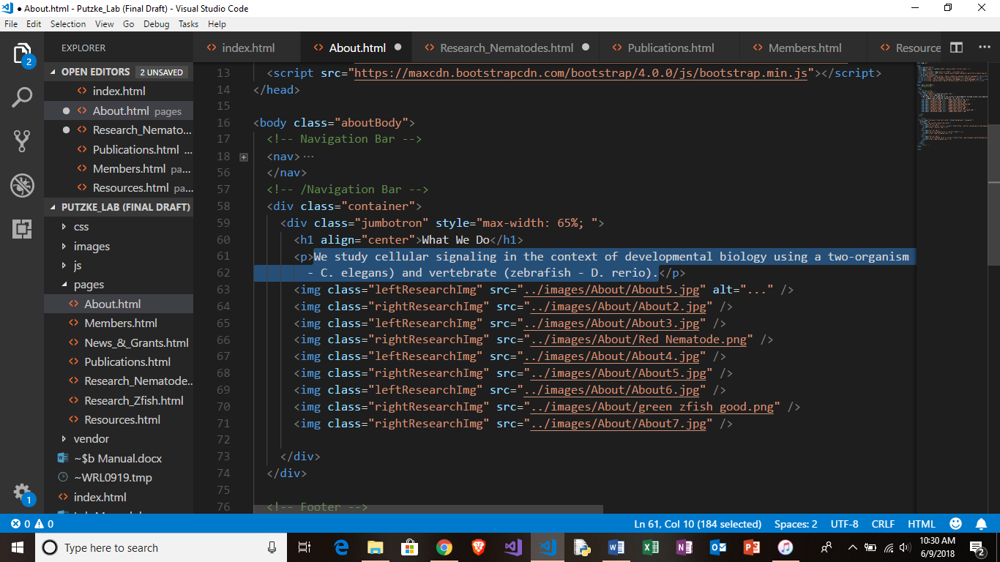 ● About.html - Putzke_Lab (Final Draft) - Visual Studio Code
File Edit Selection View Go Debug Tasks Help
EXPLORER
index.html
About.html
Research_Nematodes.html
Publications.html
Members.html
Resource
OPEN EDITORS 2 UNSAVED
index.html
About.html pages
Research_Nemato...
Publications.html ...
Members.html pa...
Resources.html pa...
PUTZKE_LAB (FINAL DRAFT)
css
images
js
pages
About.html
Members.html
News_&_Grants.html
Publications.html
Research_Nematode...
Research_Zfish.html
Resources.html
vendor
~$b Manual.docx
~WRL0919.tmp
index.html
2
1
13 <script src="https://maxcdn.bootstrapcdn.com/bootstrap/4.0.0/js/bootstrap.min.js"></script>
14 </head>
15
16 <body class="aboutBody">
17 <!-- Navigation Bar -->
18 <nav>...
56 </nav>
57 <!-- /Navigation Bar -->
58 <div class="container">
59 <div class="jumbotron" style="max-width: 65%; ">
60 <h1 align="center">What We Do</h1>
61 <p>We study cellular signaling in the context of developmental biology using a two-organism
62 - C. elegans) and vertebrate (zebrafish - D. rerio).</p>
63 <img class="leftResearchImg" src="../images/About/About5.jpg" alt="..." />
64 <img class="rightResearchImg" src="../images/About/About2.jpg" />
65 <img class="leftResearchImg" src="../images/About/About3.jpg" />
66 <img class="rightResearchImg" src="../images/About/Red Nematode.png" />
67 <img class="leftResearchImg" src="../images/About/About4.jpg" />
68 <img class="rightResearchImg" src="../images/About/About5.jpg" />
69 <img class="leftResearchImg" src="../images/About/About6.jpg" />
70 <img class="rightResearchImg" src="../images/About/green zfish good.png" />
71 <img class="rightResearchImg" src="../images/About/About7.jpg" />
72
73 </div>
74 </div>
75
76 <!-- Footer -->
0 0
Ln 61, Col 10 (184 selected) Spaces: 2 UTF-8 CRLF HTML
Type here to search
10:30 AM
6/9/2018
2